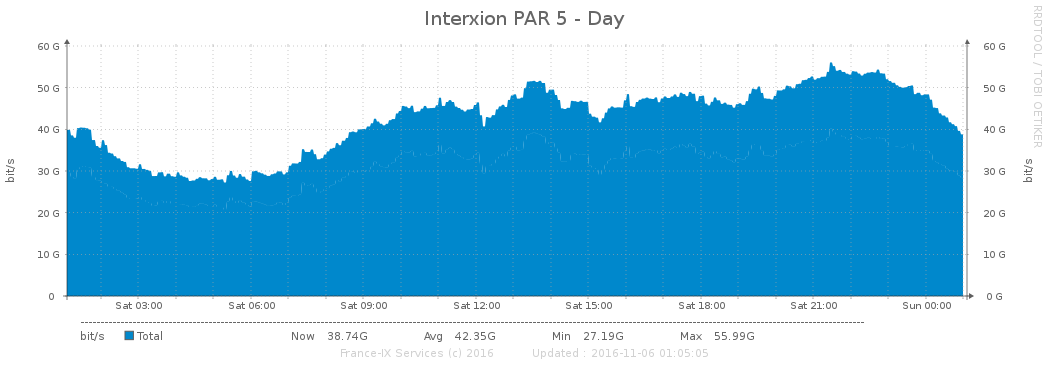 Interxion PAR 5 - Day
RRDTOOL / TOBI OETIKER
bit/s
60 G
50 G
40 G
30 G
20 G
10 G
0
60 G
50 G
40 G
30 G
20 G
10 G
0 G
bit/s
Sat 03:00 Sat 06:00 Sat 09:00 Sat 12:00 Sat 15:00 Sat 18:00 Sat 21:00 Sun 00:00
bit/s Total Now 38.74G Avg 42.35G Min 27.19G Max 55.99G
France-IX Services (c) 2016 Updated : 2016-11-06 01:05:05